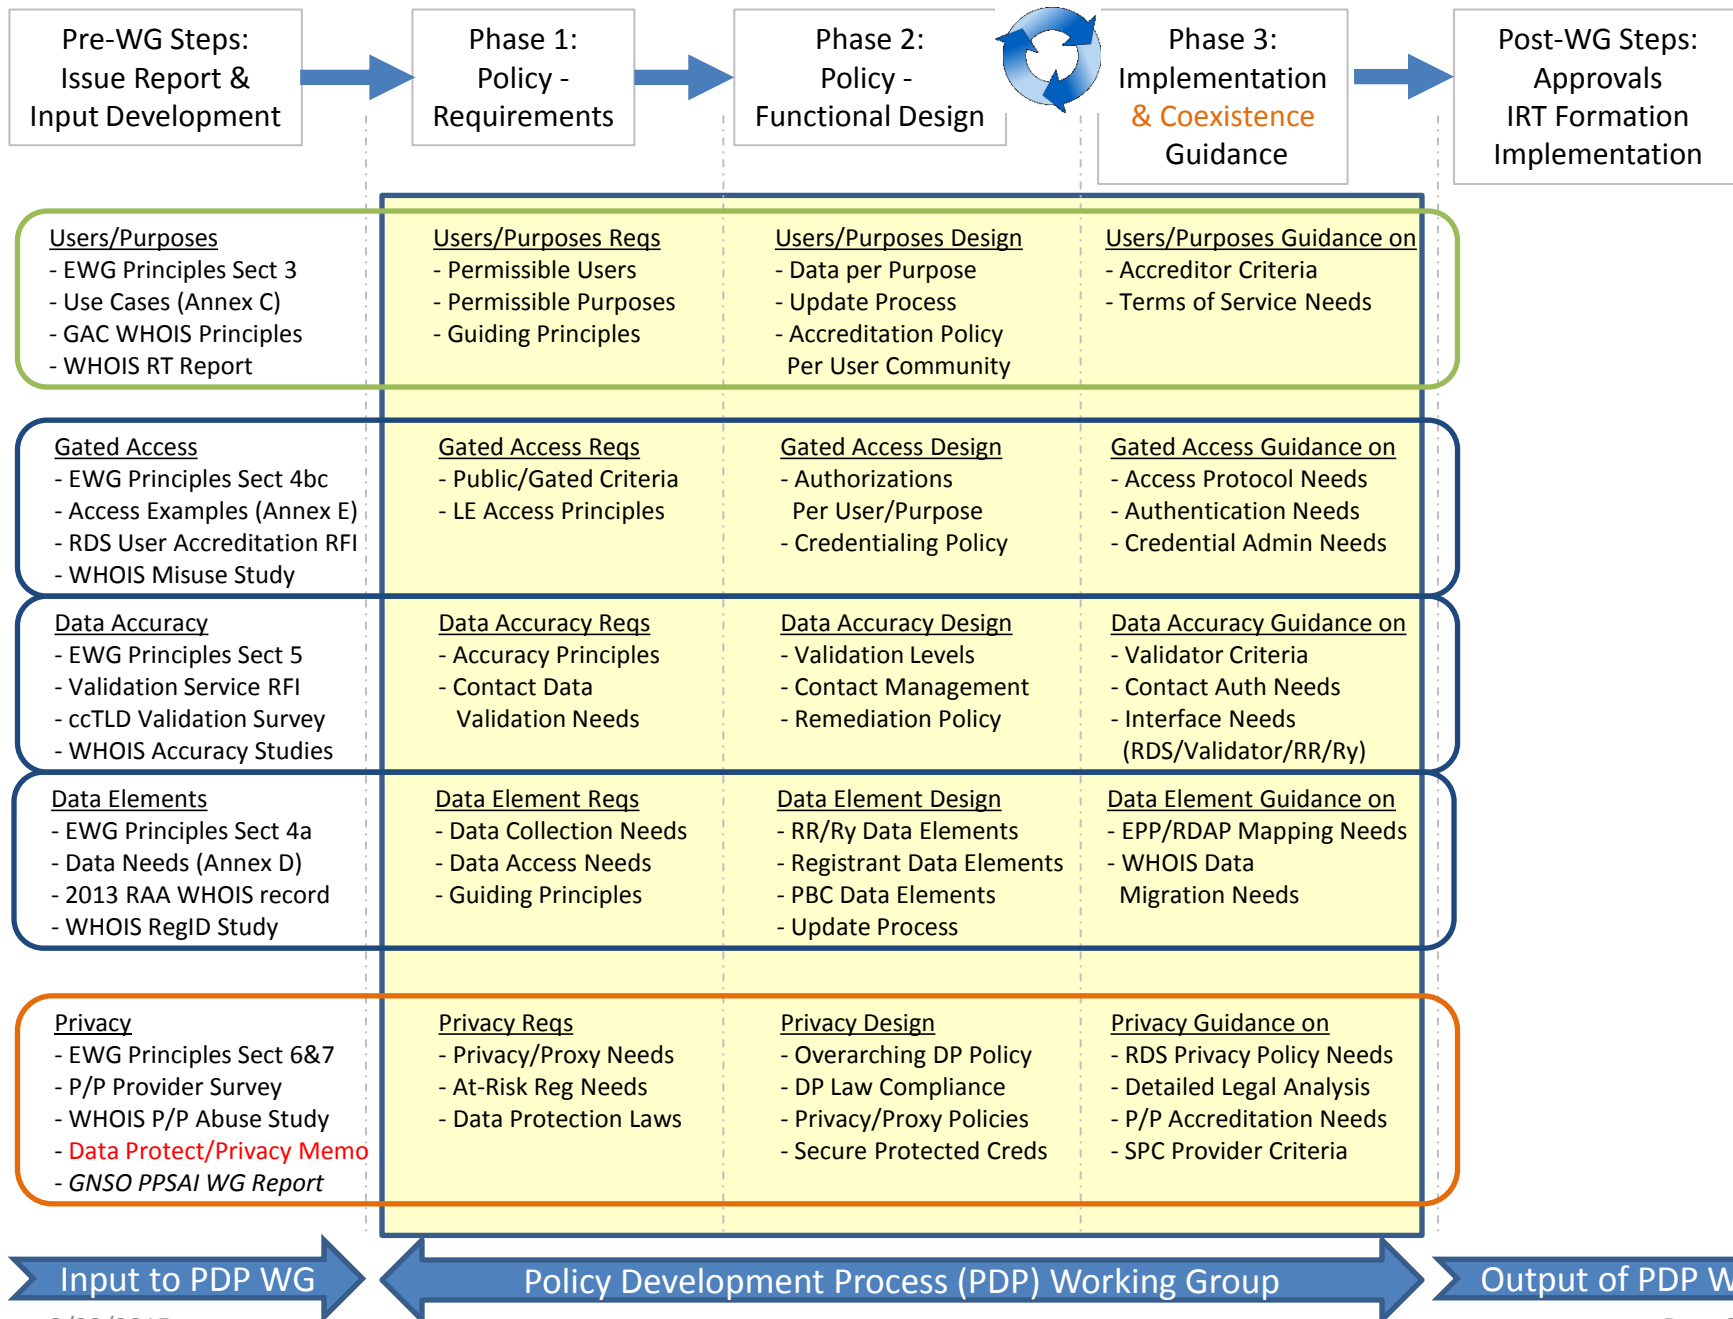 Pre-WG Steps:
Issue Report &
Input Development
Phase 1:
Policy -
Requirements
Phase 2:
Policy -
Functional Design
Phase 3:
Implementation
& Coexistence
Guidance
Post-WG Steps:
Approvals
IRT Formation
Implementation
Users/Purposes
- EWG Principles Sect 3
- Use Cases (Annex C)
- GAC WHOIS Principles
- WHOIS RT Report
Users/Purposes Reqs
- Permissible Users
- Permissible Purposes
- Guiding Principles
Users/Purposes Design
- Data per Purpose
- Update Process
- Accreditation Policy
Per User Community
Users/Purposes Guidance on
- Accreditor Criteria
- Terms of Service Needs
Gated Access
- EWG Principles Sect 4bc
- Access Examples (Annex E)
- RDS User Accreditation RFI
- WHOIS Misuse Study
Gated Access Reqs
- Public/Gated Criteria
- LE Access Principles
Gated Access Design
- Authorizations
Per User/Purpose
- Credentialing Policy
Gated Access Guidance on
- Access Protocol Needs
- Authentication Needs
- Credential Admin Needs
Data Accuracy
- EWG Principles Sect 5
- Validation Service RFI
- ccTLD Validation Survey
- WHOIS Accuracy Studies
Data Accuracy Reqs
- Accuracy Principles
- Contact Data
Validation Needs
Data Accuracy Design
- Validation Levels
- Contact Management
- Remediation Policy
Data Accuracy Guidance on
- Validator Criteria
- Contact Auth Needs
- Interface Needs
(RDS/Validator/RR/Ry)
Data Elements
- EWG Principles Sect 4a
- Data Needs (Annex D)
- 2013 RAA WHOIS record
- WHOIS RegID Study
Data Element Reqs
- Data Collection Needs
- Data Access Needs
- Guiding Principles
Data Element Design
- RR/Ry Data Elements
- Registrant Data Elements
- PBC Data Elements
- Update Process
Data Element Guidance on
- EPP/RDAP Mapping Needs
- WHOIS Data
Migration Needs
Privacy
- EWG Principles Sect 6&7
- P/P Provider Survey
- WHOIS P/P Abuse Study
- Data Protect/Privacy Memo
- GNSO PPSAI WG Report
Privacy Reqs
- Privacy/Proxy Needs
- At-Risk Reg Needs
- Data Protection Laws
Privacy Design
- Overarching DP Policy
- DP Law Compliance
- Privacy/Proxy Policies
- Secure Protected Creds
Privacy Guidance on
- RDS Privacy Policy Needs
- Detailed Legal Analysis
- P/P Accreditation Needs
- SPC Provider Criteria
Input to PDP WG
Policy Development Process (PDP) Working Group
Output of PDP W